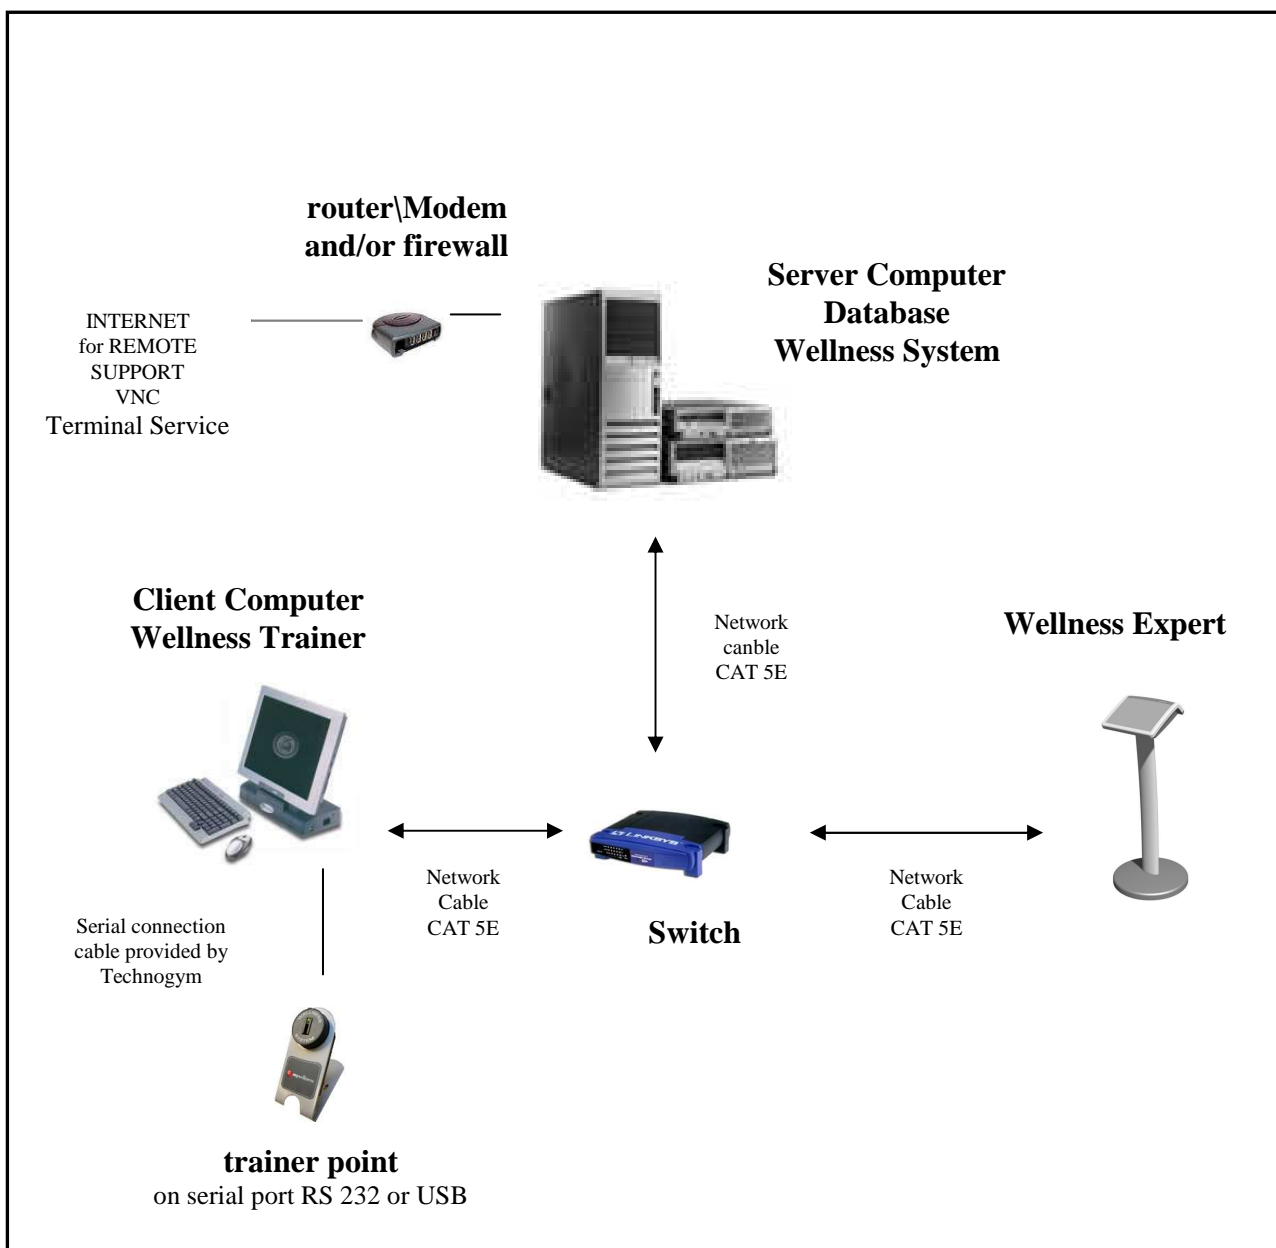 router\Modem
and/or firewall
INTERNET
for REMOTE
SUPPORT
VNC
Terminal Service
Server Computer
Database
Wellness System
Client Computer
Wellness Trainer
Network
canble
CAT 5E
Wellness Expert
LINKSYS
Network
Cable
CAT 5E
Switch
Network
Cable
CAT 5E
Serial connection
cable provided by
Technogym
trainer point
on serial port RS 232 or USB